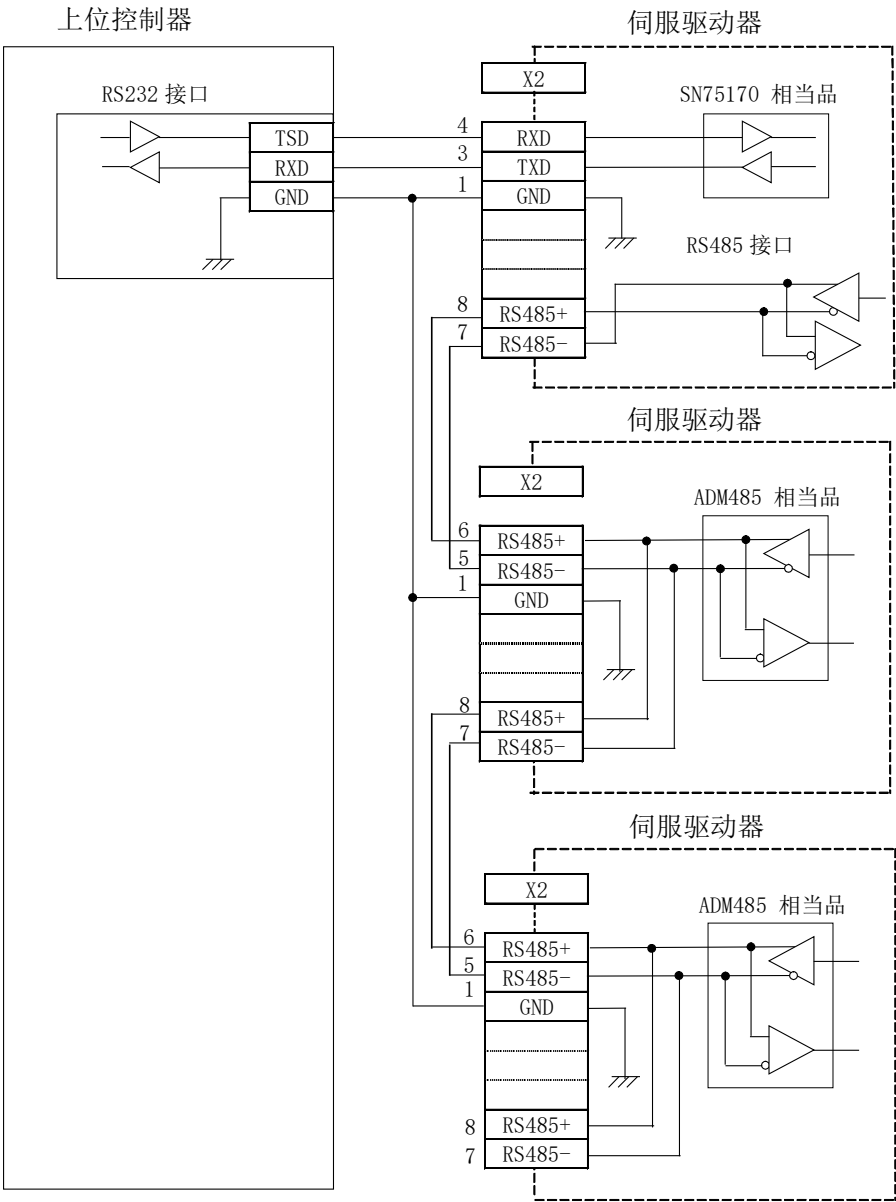 上位控制器
RS232 接口
TSD
RXD
GND
伺服驱动器
X2
SN75170 相当品
4 RXD
3 TXD
1 GND
RS485 接口
8 RS485+
7 RS485-
伺服驱动器
X2
ADM485 相当品
6 RS485+
5 RS485-
1 GND
8 RS485+
7 RS485-
伺服驱动器
X2
ADM485 相当品
6 RS485+
5 RS485-
1 GND
8 RS485+
7 RS485-